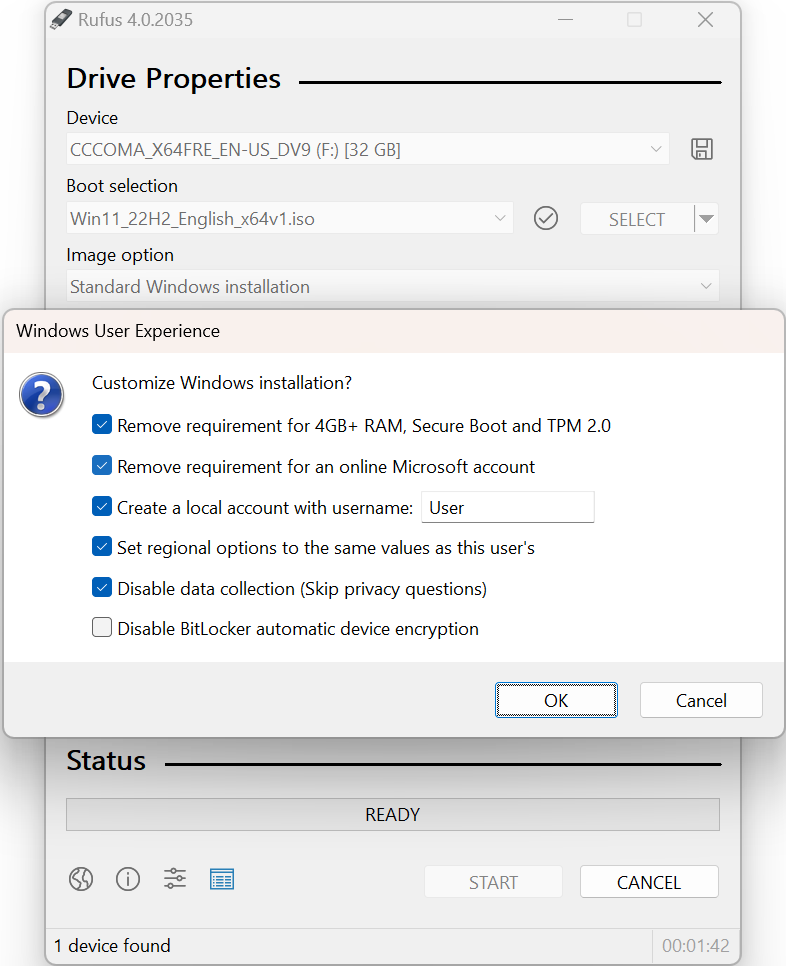 Rufus 4.0.2035
Drive Properties
Device
CCCOMA_X64FRE_EN-US_DV9 (F:) [32 GB]
Boot selection
Win11_22H2_English_x64v1.iso
SELECT
Image option
Standard Windows installation
Windows User Experience
Customize Windows installation?
Remove requirement for 4GB+ RAM, Secure Boot and TPM 2.0
Remove requirement for an online Microsoft account
Create a local account with username: User
Set regional options to the same values as this user's
Disable data collection (Skip privacy questions)
Disable BitLocker automatic device encryption
OK Cancel
Status
READY
START CANCEL
1 device found 00:01:42